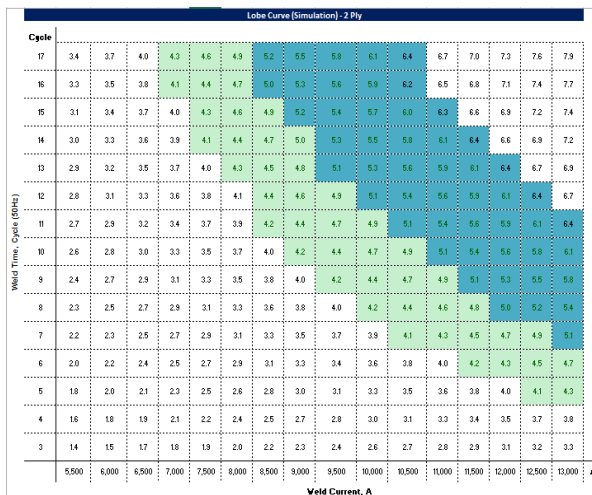 Lobe Curve (Simulation) - 2 Ply
Cycle
17 3.4 3.7 4.0 4.3 4.6 4.9 5.2 5.5 5.8 6.1 6.4 6.7 7.0 7.3 7.6 7.9
16 3.3 3.5 3.8 4.1 4.4 4.7 5.0 5.3 5.6 5.9 6.2 6.5 6.8 7.1 7.4 7.7
15 3.1 3.4 3.7 4.0 4.3 4.6 4.9 5.2 5.4 5.7 6.0 6.3 6.6 6.9 7.2 7.4
14 3.0 3.3 3.6 3.9 4.1 4.4 4.7 5.0 5.3 5.5 5.8 6.1 6.4 6.6 6.9 7.2
13 2.9 3.2 3.5 3.7 4.0 4.3 4.5 4.8 5.1 5.3 5.6 5.9 6.1 6.4 6.7 6.9
12 2.8 3.1 3.3 3.6 3.8 4.1 4.4 4.6 4.9 5.1 5.4 5.6 5.9 6.1 6.4 6.7
11 2.7 2.9 3.2 3.4 3.7 3.9 4.2 4.4 4.7 4.9 5.1 5.4 5.6 5.9 6.1 6.4
10 2.6 2.8 3.0 3.3 3.5 3.7 4.0 4.2 4.4 4.7 4.9 5.1 5.4 5.6 5.8 6.1
9 2.4 2.7 2.9 3.1 3.3 3.5 3.8 4.0 4.2 4.4 4.7 4.9 5.1 5.3 5.5 5.8
8 2.3 2.5 2.7 2.9 3.1 3.3 3.6 3.8 4.0 4.2 4.4 4.6 4.8 5.0 5.2 5.4
7 2.2 2.3 2.5 2.7 2.9 3.1 3.3 3.5 3.7 3.9 4.1 4.3 4.5 4.7 4.9 5.1
6 2.0 2.2 2.4 2.5 2.7 2.9 3.1 3.3 3.4 3.6 3.8 4.0 4.2 4.3 4.5 4.7
5 1.8 2.0 2.1 2.3 2.5 2.6 2.8 3.0 3.1 3.3 3.5 3.6 3.8 4.0 4.1 4.3
4 1.6 1.8 1.9 2.1 2.2 2.4 2.5 2.7 2.8 3.0 3.1 3.3 3.4 3.5 3.7 3.8
3 1.4 1.5 1.7 1.8 1.9 2.0 2.2 2.3 2.4 2.6 2.7 2.8 2.9 3.1 3.2 3.3
5,500 6,000 6,500 7,000 7,500 8,000 8,500 9,000 9,500 10,000 10,500 11,000 11,500 12,000 12,500 13,000
Weld Time, Cycle (50Hz)
Weld Current, A